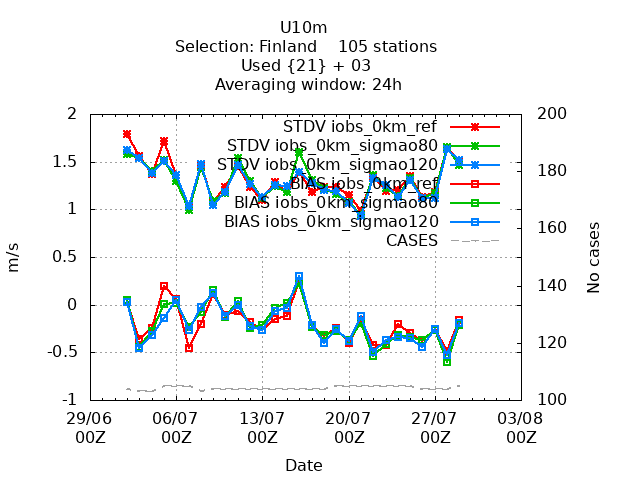 U10m
Selection: Finland 105 stations
Used {21} + 03
Averaging window: 24h
STDV iobs_0km_ref
STDV iobs_0km_sigmao80
STDV iobs_0km_sigmao120
BIAS iobs_0km_ref
BIAS iobs_0km_sigmao80
BIAS iobs_0km_sigmao120
CASES
2
1.5
1
0.5
0
-0.5
-1
m/s
200
180
160
140
120
100
No cases
29/06 06/07 13/07 20/07 27/07 03/08
00Z 00Z 00Z 00Z 00Z 00Z
Date